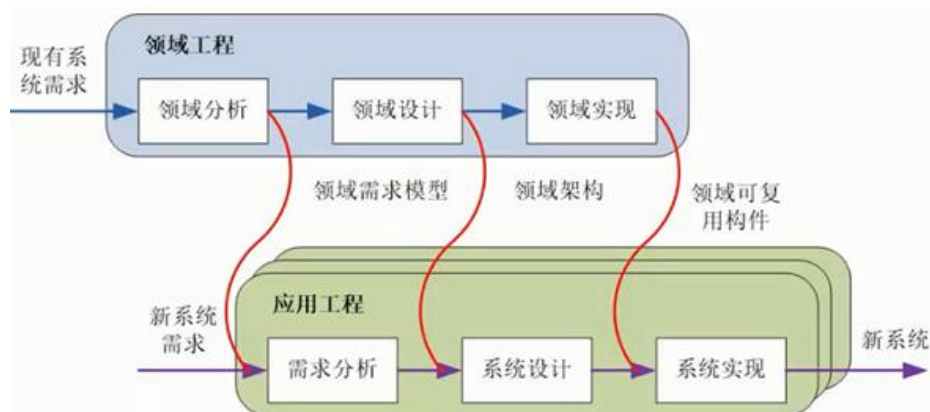 领域工程
现有系
统需求
领域分析
领域设计
领域实现
领域需求模型
领域架构
领域可复
用构件
应用工程
新系统
需求
需求分析
系统设计
系统实现
新系统